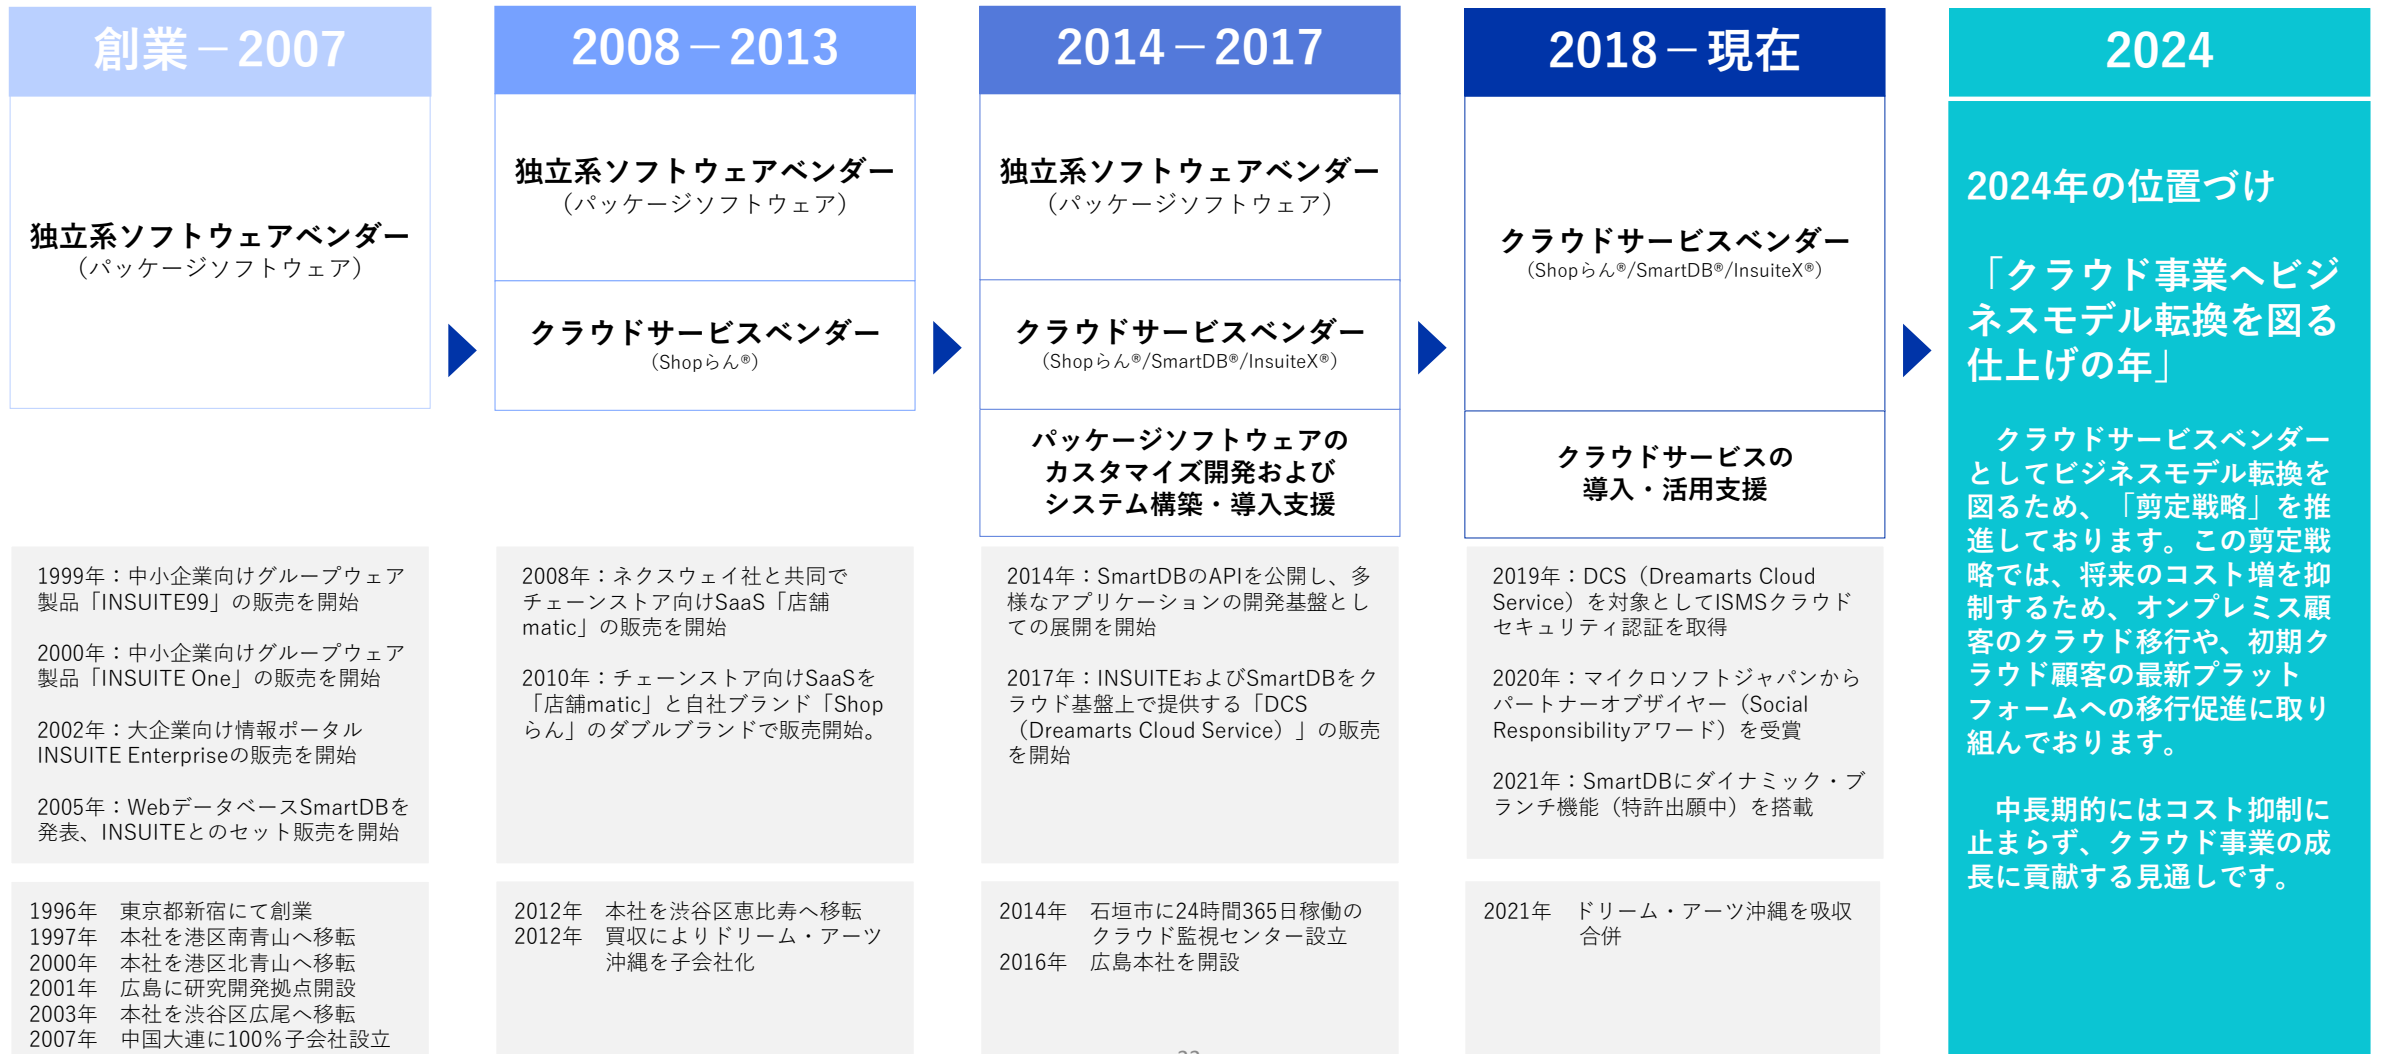 創業－2007
独立系ソフトウェアベンダー
（パッケージソフトウェア）
1999年：中小企業向けグループウェア
製品「INSUITE99」の販売を開始
2000年：中小企業向けグループウェア
製品「INSUITE One」の販売を開始
2002年：大企業向け情報ポータル
INSUITE Enterpriseの販売を開始
2005年：WebデータベースSmartDBを
発表、INSUITEとのセット販売を開始
1996年　東京都新宿にて創業
1997年　本社を港区南青山へ移転
2000年　本社を港区北青山へ移転
2001年　広島に研究開発拠点開設
2003年　本社を渋谷区広尾へ移転
2007年　中国大連に100％子会社設立
2008－2013
独立系ソフトウェアベンダー
（パッケージソフトウェア）
クラウドサービスベンダー
（Shopらん®）
2008年：ネクスウェイ社と共同で
チェーンストア向けSaaS「店舗
matic」の販売を開始
2010年：チェーンストア向けSaaSを
「店舗matic」と自社ブランド「Shop
らん」のダブルブランドで販売開始。
2012年　本社を渋谷区恵比寿へ移転
2012年　買収によりドリーム・アーツ
沖縄を子会社化
2014－2017
独立系ソフトウェアベンダー
（パッケージソフトウェア）
クラウドサービスベンダー
（Shopらん®/SmartDB®/InsuiteX®）
パッケージソフトウェアの
カスタマイズ開発および
システム構築・導入支援
2014年：SmartDBのAPIを公開し、多
様なアプリケーションの開発基盤とし
ての展開を開始
2017年：INSUITEおよびSmartDBをク
ラウド基盤上で提供する「DCS
（Dreamarts Cloud Service）」の販売
を開始
2014年　石垣市に24時間365日稼働の
クラウド監視センター設立
2016年　広島本社を開設
2018－現在
クラウドサービスベンダー
（Shopらん®/SmartDB®/InsuiteX®）
クラウドサービスの
導入・活用支援
2019年：DCS（Dreamarts Cloud
Service）を対象としてISMSクラウド
セキュリティ認証を取得
2020年：マイクロソフトジャパンから
パートナーオブザイヤー（Social
Responsibilityアワード）を受賞
2021年：SmartDBにダイナミック・ブ
ランチ機能（特許出願中）を搭載
2021年　ドリーム・アーツ沖縄を吸収
合併
2024
2024年の位置づけ
「クラウド事業へビジ
ネスモデル転換を図る
仕上げの年」
クラウドサービスベンダー
としてビジネスモデル転換を
図るため、「剪定戦略」を推
進しております。この剪定戦
略では、将来のコスト増を抑
制するため、オンプレミス顧
客のクラウド移行や、初期ク
ラウド顧客の最新プラット
フォームへの移行促進に取り
組んでおります。
中長期的にはコスト抑制に
止まらず、クラウド事業の成
長に貢献する見通しです。